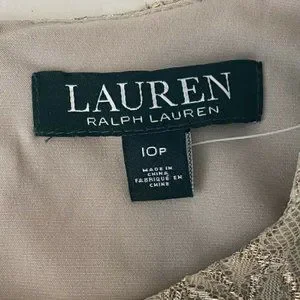 LAUREN
RALPH LAUREN
10P
MADE IN
CHINA
FABRIQUÉ EN
CHINE